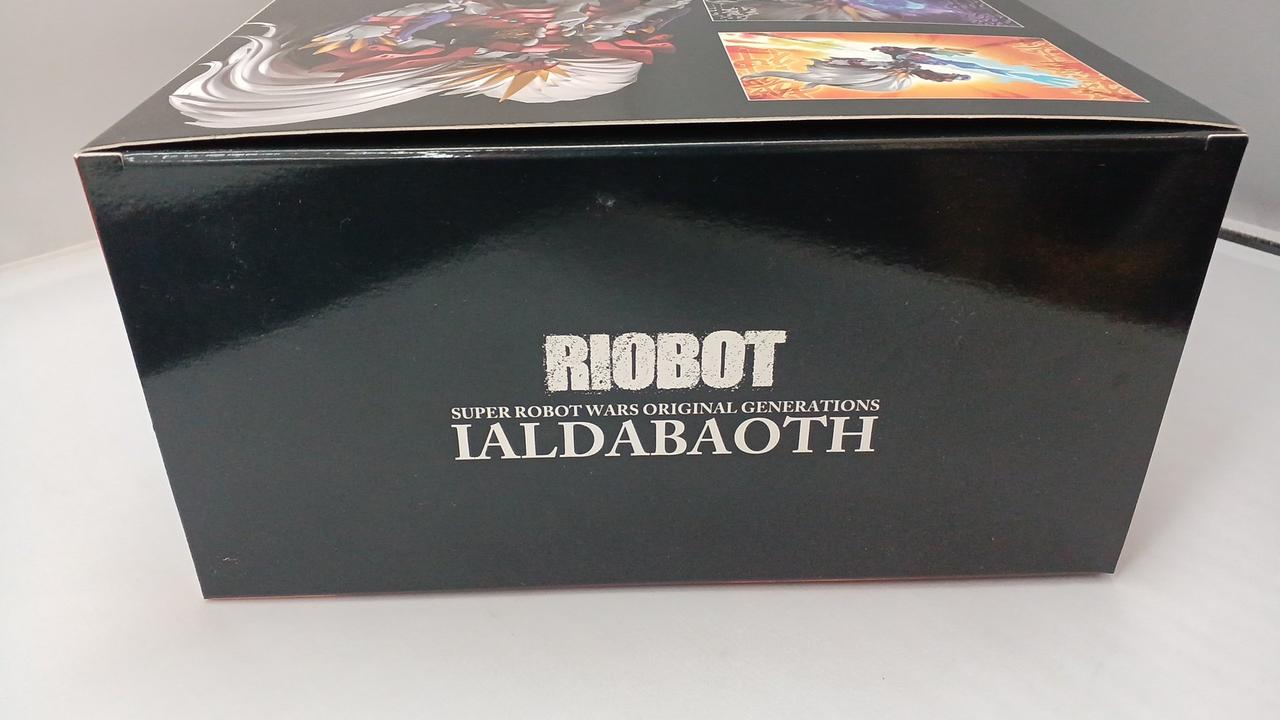 RIOBOT
SUPER ROBOT WARS ORIGINAL GENERATIONS
IALDABAOTH